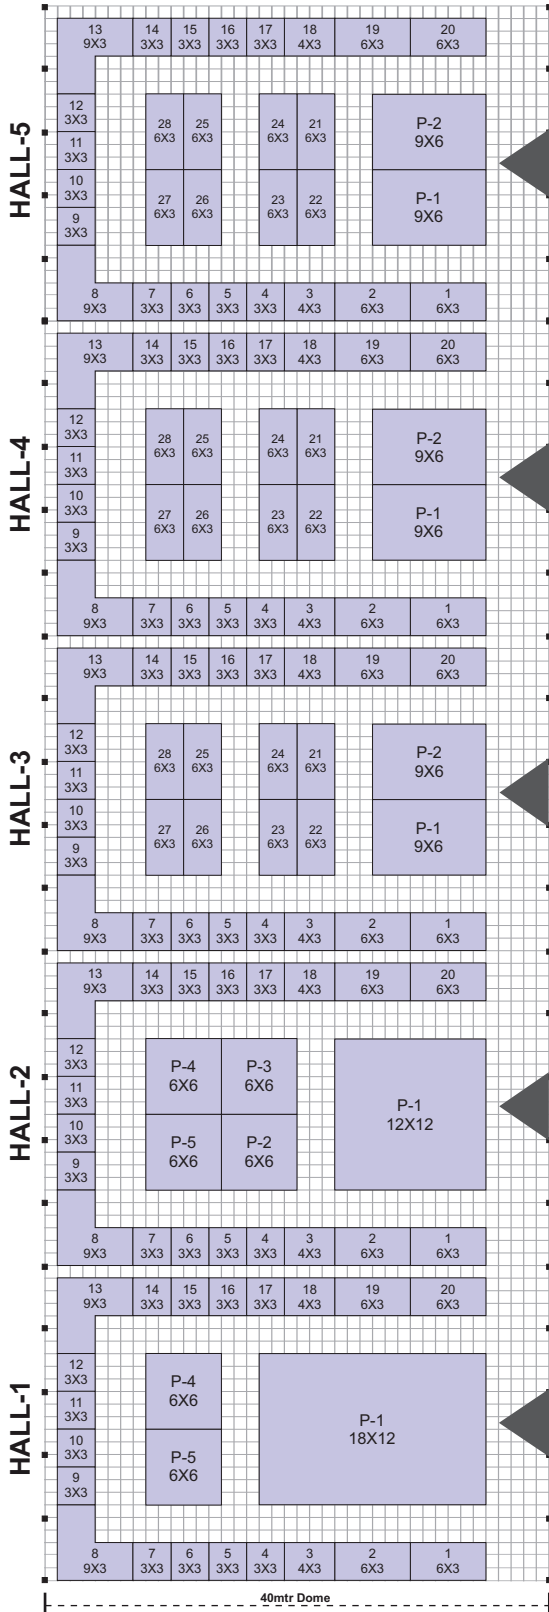 HALL-5
13 14 15 16 17 18 19 20
9X3 3X3 3X3 3X3 3X3 4X3 6X3 6X3
12
3X3
11
3X3
10
3X3
9
3X3
28 25 24 21
6X3 6X3 6X3 6X3
27 26 23 22
6X3 6X3 6X3 6X3
P-2
9X6
P-1
9X6
8 7 6 5 4 3 2 1
9X3 3X3 3X3 3X3 3X3 4X3 6X3 6X3
HALL-4
13 14 15 16 17 18 19 20
9X3 3X3 3X3 3X3 3X3 4X3 6X3 6X3
12
3X3
11
3X3
10
3X3
9
3X3
28 25 24 21
6X3 6X3 6X3 6X3
27 26 23 22
6X3 6X3 6X3 6X3
P-2
9X6
P-1
9X6
8 7 6 5 4 3 2 1
9X3 3X3 3X3 3X3 3X3 4X3 6X3 6X3
HALL-3
13 14 15 16 17 18 19 20
9X3 3X3 3X3 3X3 3X3 4X3 6X3 6X3
12
3X3
11
3X3
10
3X3
9
3X3
28 25 24 21
6X3 6X3 6X3 6X3
27 26 23 22
6X3 6X3 6X3 6X3
P-2
9X6
P-1
9X6
8 7 6 5 4 3 2 1
9X3 3X3 3X3 3X3 3X3 4X3 6X3 6X3
HALL-2
13 14 15 16 17 18 19 20
9X3 3X3 3X3 3X3 3X3 4X3 6X3 6X3
12
3X3
11
3X3
10
3X3
9
3X3
P-4 P-3
6X6 6X6
P-5 P-2
6X6 6X6
P-1
12X12
8 7 6 5 4 3 2 1
9X3 3X3 3X3 3X3 3X3 4X3 6X3 6X3
HALL-1
13 14 15 16 17 18 19 20
9X3 3X3 3X3 3X3 3X3 4X3 6X3 6X3
12
3X3
11
3X3
10
3X3
9
3X3
P-4
6X6
P-5
6X6
P-1
18X12
8 7 6 5 4 3 2 1
9X3 3X3 3X3 3X3 3X3 4X3 6X3 6X3
40mtr Dome